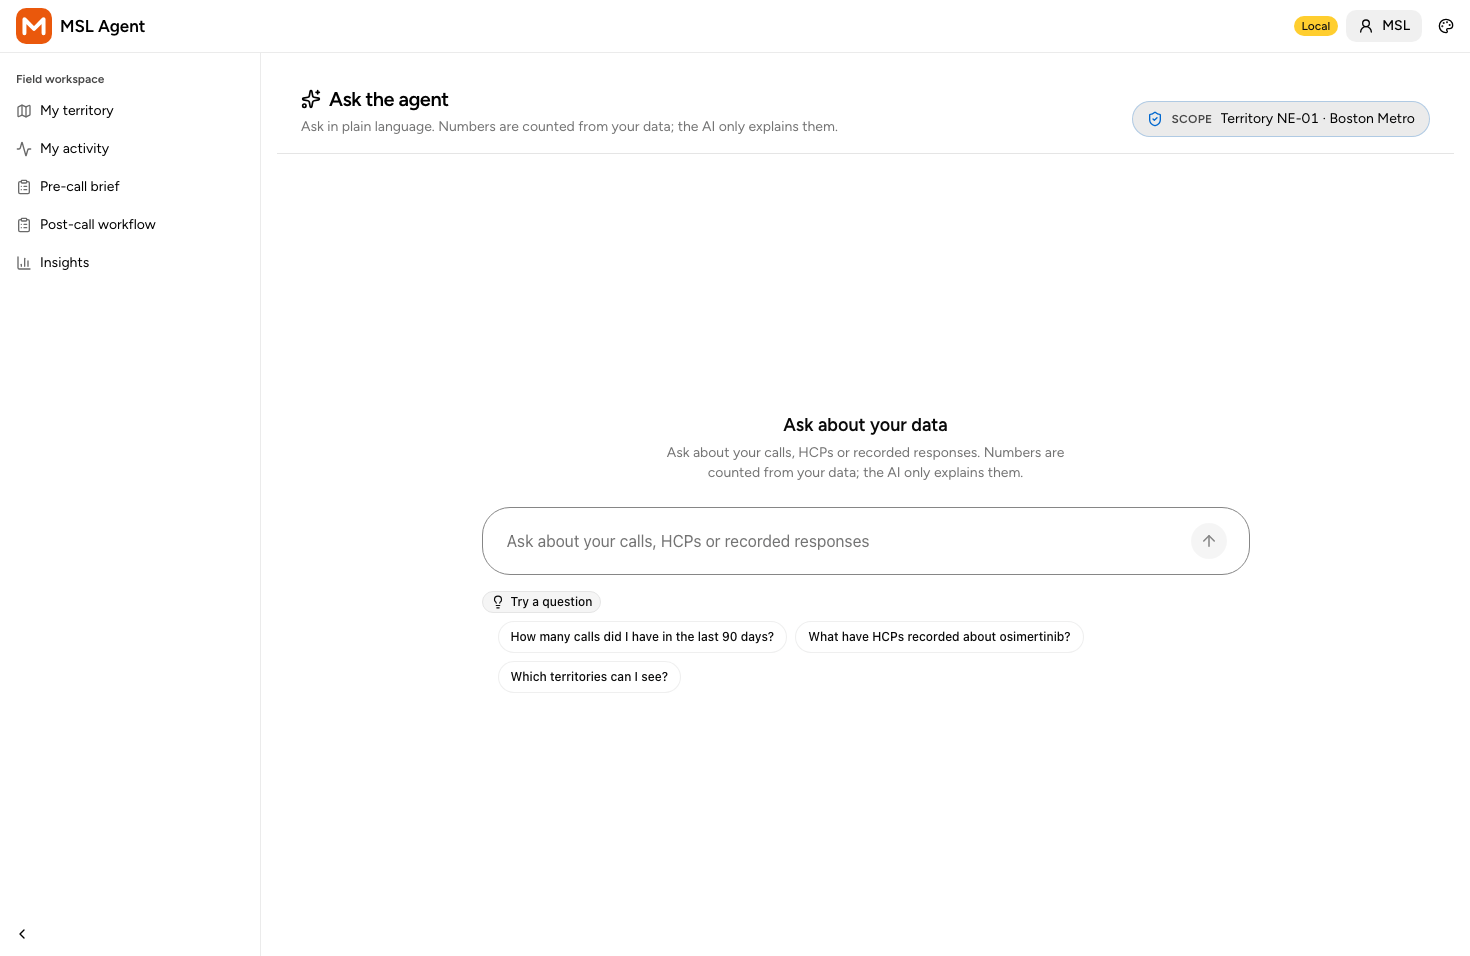 MSL Agent
Local
MSL
Field workspace
My territory
My activity
Pre-call brief
Post-call workflow
Insights
Ask the agent
Ask in plain language. Numbers are counted from your data; the AI only explains them.
SCOPE Territory NE-01 · Boston Metro
Ask about your data
Ask about your calls, HCPs or recorded responses. Numbers are
counted from your data; the AI only explains them.
Ask about your calls, HCPs or recorded responses
Try a question
How many calls did I have in the last 90 days?
What have HCPs recorded about osimertinib?
Which territories can I see?